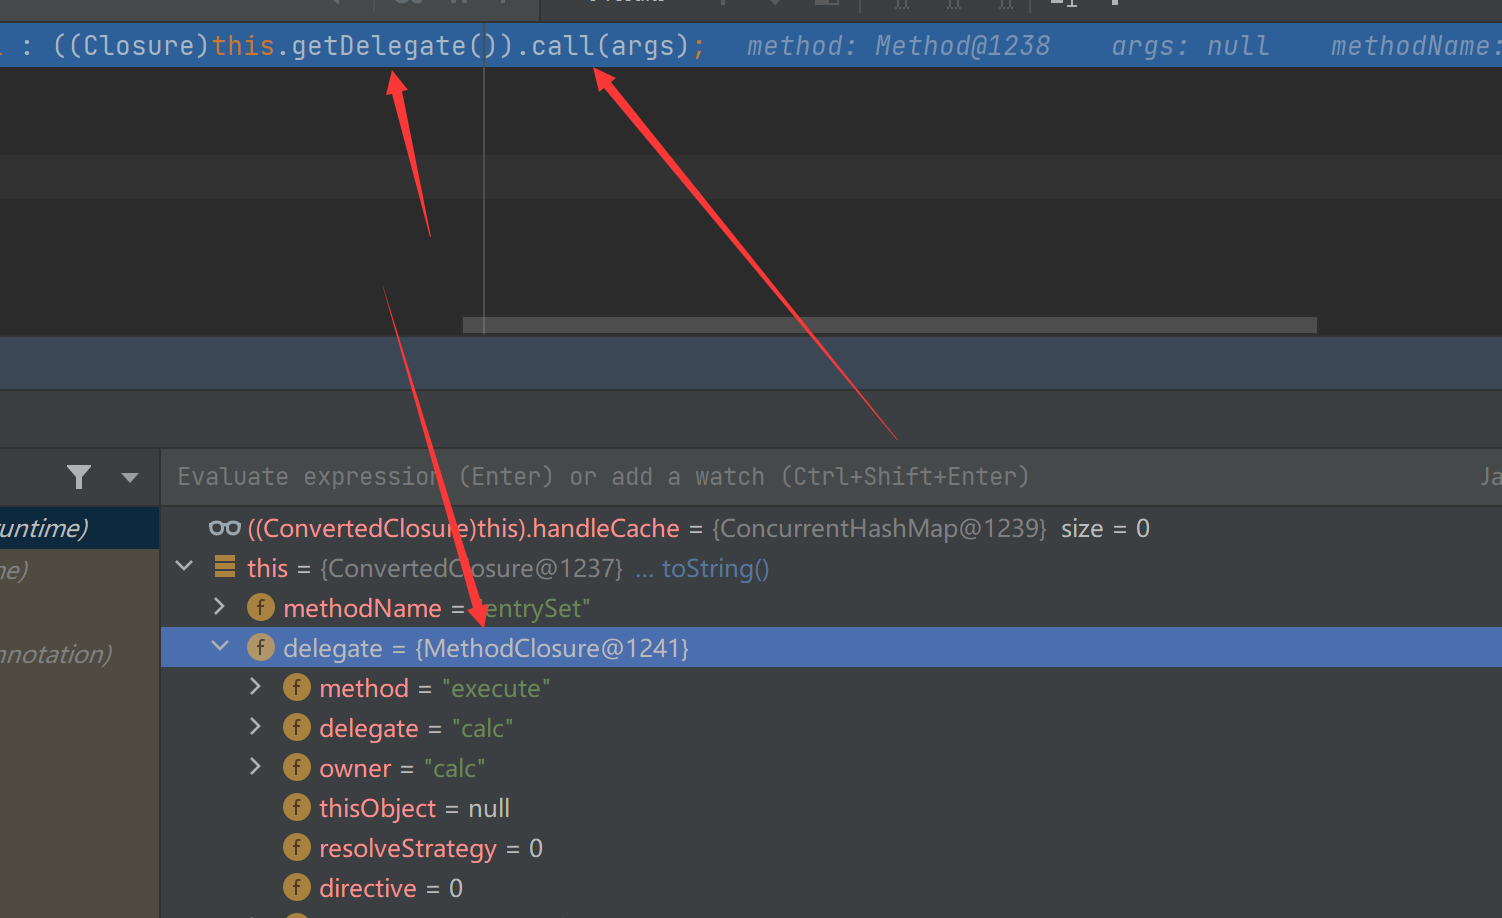 : ((Closure)this.getDelegate()).call(args); method: Method@1238 args: null methodName:
Evaluate expression (Enter) or add a watch (Ctrl+Shift+Enter) Ja
untime) ((ConvertedClosure)this).handleCache = {ConcurrentHashMap@1239} size = 0
ne) this = {ConvertedClosure@1237} ... toString()
methodName = "entrySet"
nnotation) delegate = {MethodClosure@1241}
method = "execute"
delegate = "calc"
owner = "calc"
thisObject = null
resolveStrategy = 0
directive = 0